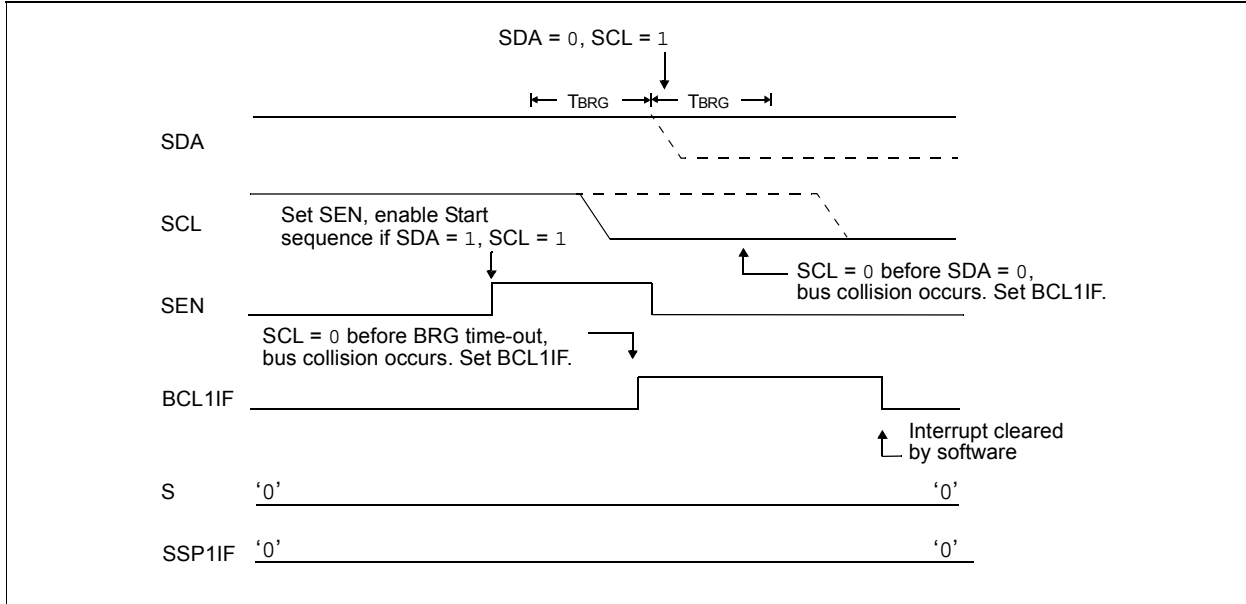 SDA = 0, SCL = 1
TBRG TBRG
SDA
SCL
Set SEN, enable Start
sequence if SDA = 1, SCL = 1
SCL = 0 before SDA = 0,
bus collision occurs. Set BCL1IF.
SEN
SCL = 0 before BRG time-out,
bus collision occurs. Set BCL1IF.
BCL1IF
Interrupt cleared
by software
S ‘0’ ‘0’
SSP1IF ‘0’ ‘0’